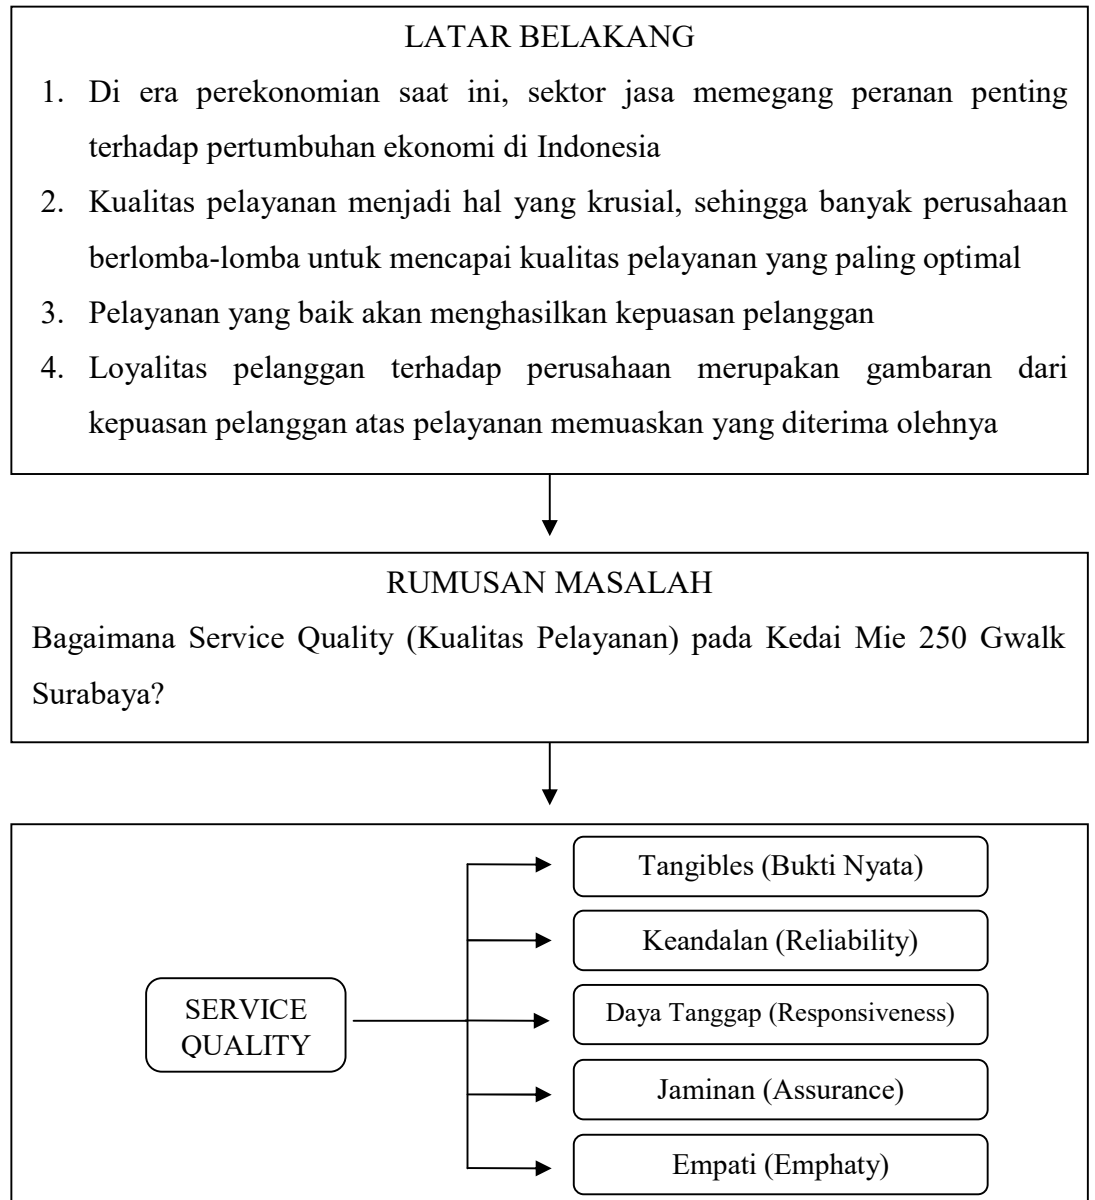 LATAR BELAKANG
1. Di era perekonomian saat ini, sektor jasa memegang peranan penting
terhadap pertumbuhan ekonomi di Indonesia
2. Kualitas pelayanan menjadi hal yang krusial, sehingga banyak perusahaan
berlomba-lomba untuk mencapai kualitas pelayanan yang paling optimal
3. Pelayanan yang baik akan menghasilkan kepuasan pelanggan
4. Loyalitas pelanggan terhadap perusahaan merupakan gambaran dari
kepuasan pelanggan atas pelayanan memuaskan yang diterima olehnya
RUMUSAN MASALAH
Bagaimana Service Quality (Kualitas Pelayanan) pada Kedai Mie 250 Gwalk
Surabaya?
SERVICE
QUALITY
Tangibles (Bukti Nyata)
Keandalan (Reliability)
Daya Tanggap (Responsiveness)
Jaminan (Assurance)
Empati (Emphaty)